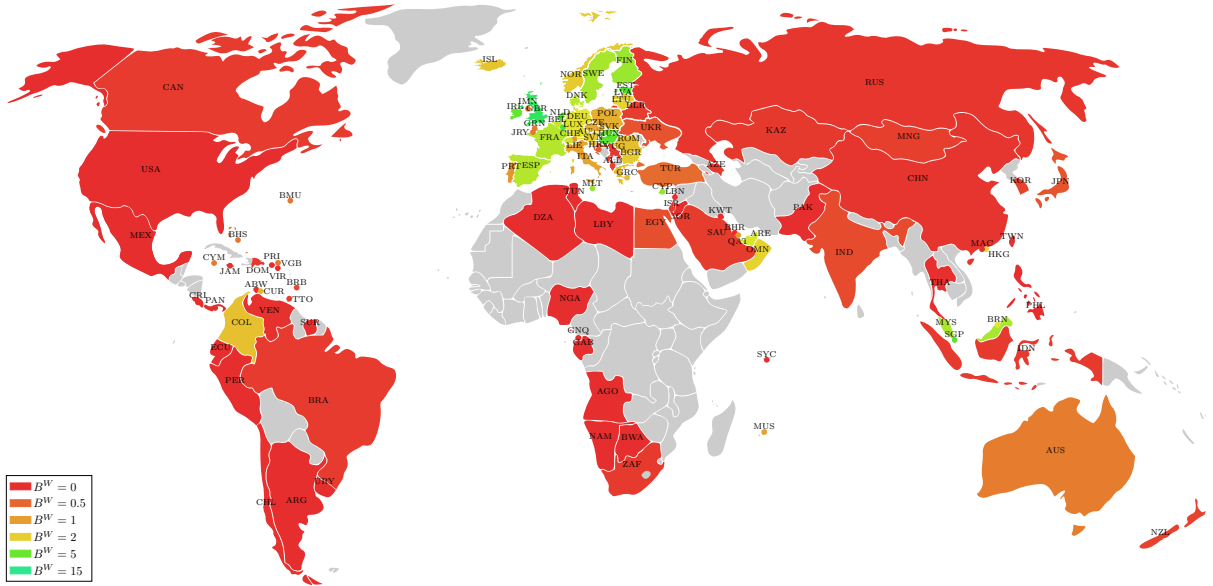 ISL
NOR
SWE
FIN
RUS
CAN
EST
LVA
LTU
DNK
IMN
IRL
GBR
NLD
BEL
DEU
POL
BLR
GRN
LUX
CZE
SVK
UKR
KAZ
MNG
JRY
FRA
CHE
HUN
SVN
ROM
HRV
LIE
BGR
ITA
ALB
USA
PRT
ESP
GRC
TUR
AZE
CHN
KOR
JPN
MLT
CYP
LBN
TUN
ISR
JOR
KWT
PAK
BMU
DZA
LBY
EGY
SAU
BHR
ARE
QAT
OMN
IND
MEX
BHS
MAC
TWN
HKG
CYM
PRI
VGB
JAM
DOM
VIR
ABW
CUR
BRB
TTO
CRI
PAN
VEN
SUR
THA
PHL
NGA
COL
MYS
BRN
SGP
GNQ
GAB
ECU
IDN
SYC
PER
AGO
BRA
MUS
NAM
BWA
AUS
ZAF
URY
CHL
ARG
NZL
B^W = 0
B^W = 0.5
B^W = 1
B^W = 2
B^W = 5
B^W = 15